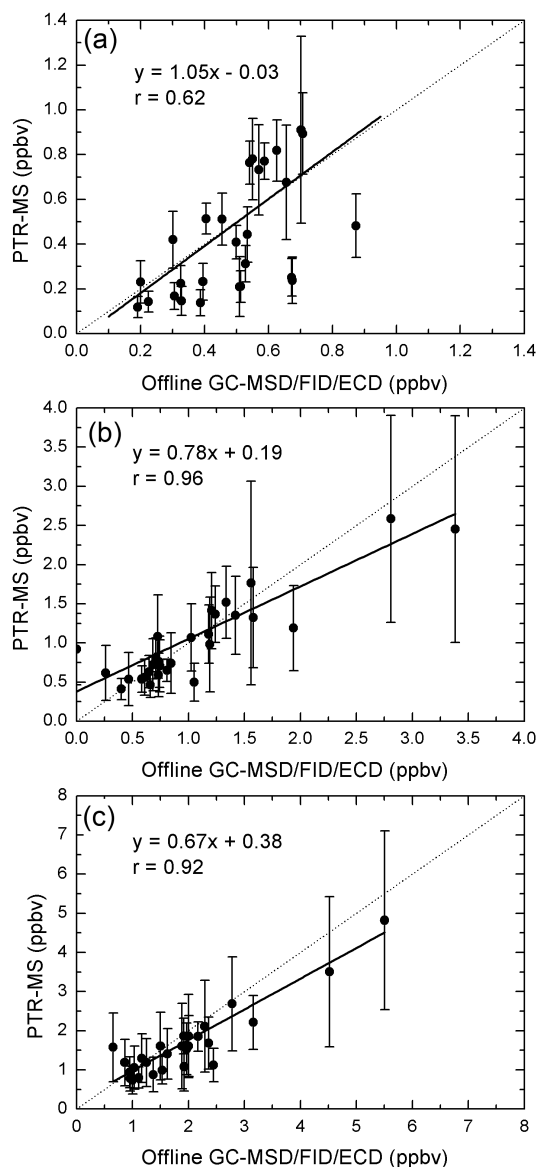 (a)
y = 1.05x - 0.03
r = 0.62
PTR-MS (ppbv)
1.4
1.2
1.0
0.8
0.6
0.4
0.2
0.0
0.0 0.2 0.4 0.6 0.8 1.0 1.2 1.4
Offline GC-MSD/FID/ECD (ppbv)
(b)
y = 0.78x + 0.19
r = 0.96
PTR-MS (ppbv)
4.0
3.5
3.0
2.5
2.0
1.5
1.0
0.5
0.0
0.0 0.5 1.0 1.5 2.0 2.5 3.0 3.5 4.0
Offline GC-MSD/FID/ECD (ppbv)
(c)
y = 0.67x + 0.38
r = 0.92
PTR-MS (ppbv)
8
7
6
5
4
3
2
1
0
0 1 2 3 4 5 6 7 8
Offline GC-MSD/FID/ECD (ppbv)